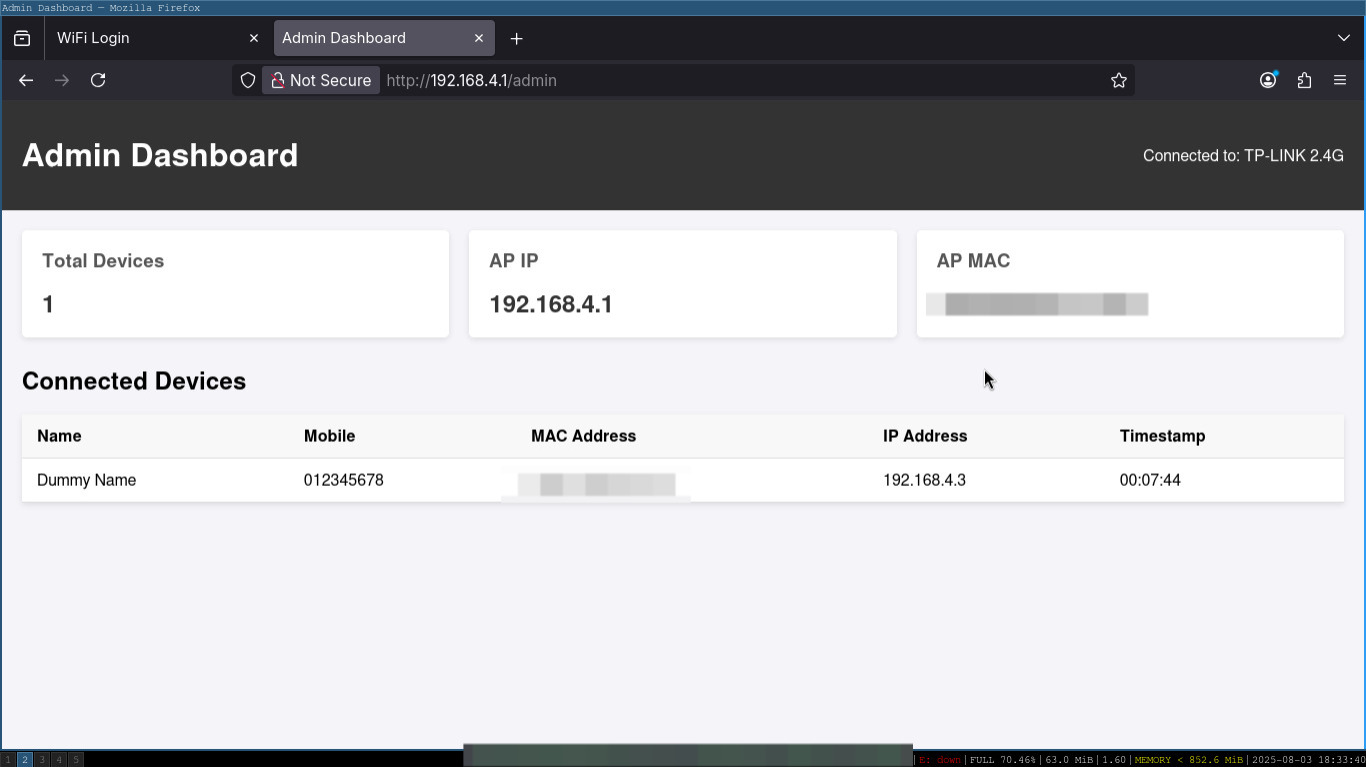 Admin Dashboard — Mozilla Firefox
WiFi Login
Admin Dashboard
Not Secure http://192.168.4.1/admin
Admin Dashboard
Connected to: TP-LINK 2.4G
Total Devices
1
AP IP
192.168.4.1
AP MAC
Connected Devices
Name Mobile MAC Address IP Address Timestamp
Dummy Name 012345678 192.168.4.3 00:07:44
1 2 3 4 5
E: down|FULL 70.46%|63.0 MiB|1.60|MEMORY < 852.6 MiB|2025-08-03 18:33:40